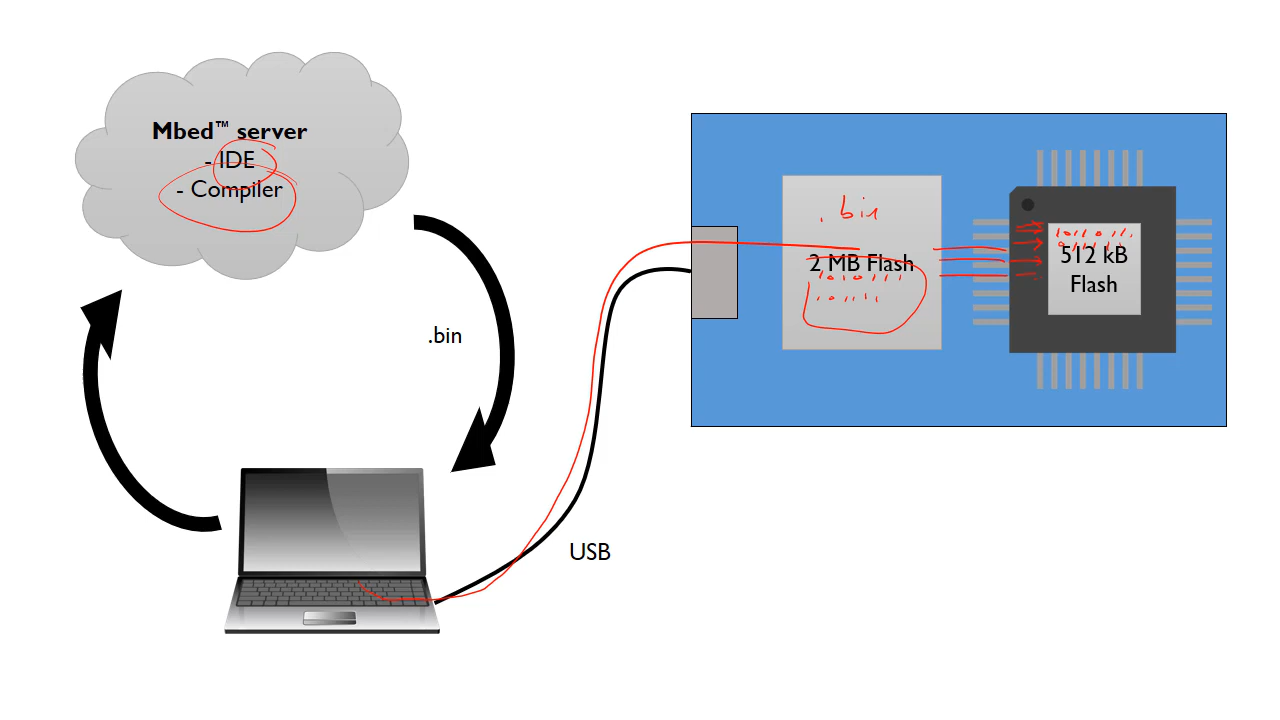 Mbed™ server
- IDE
- Compiler
.bin
USB
. bin
2 MB Flash
512 kB
Flash